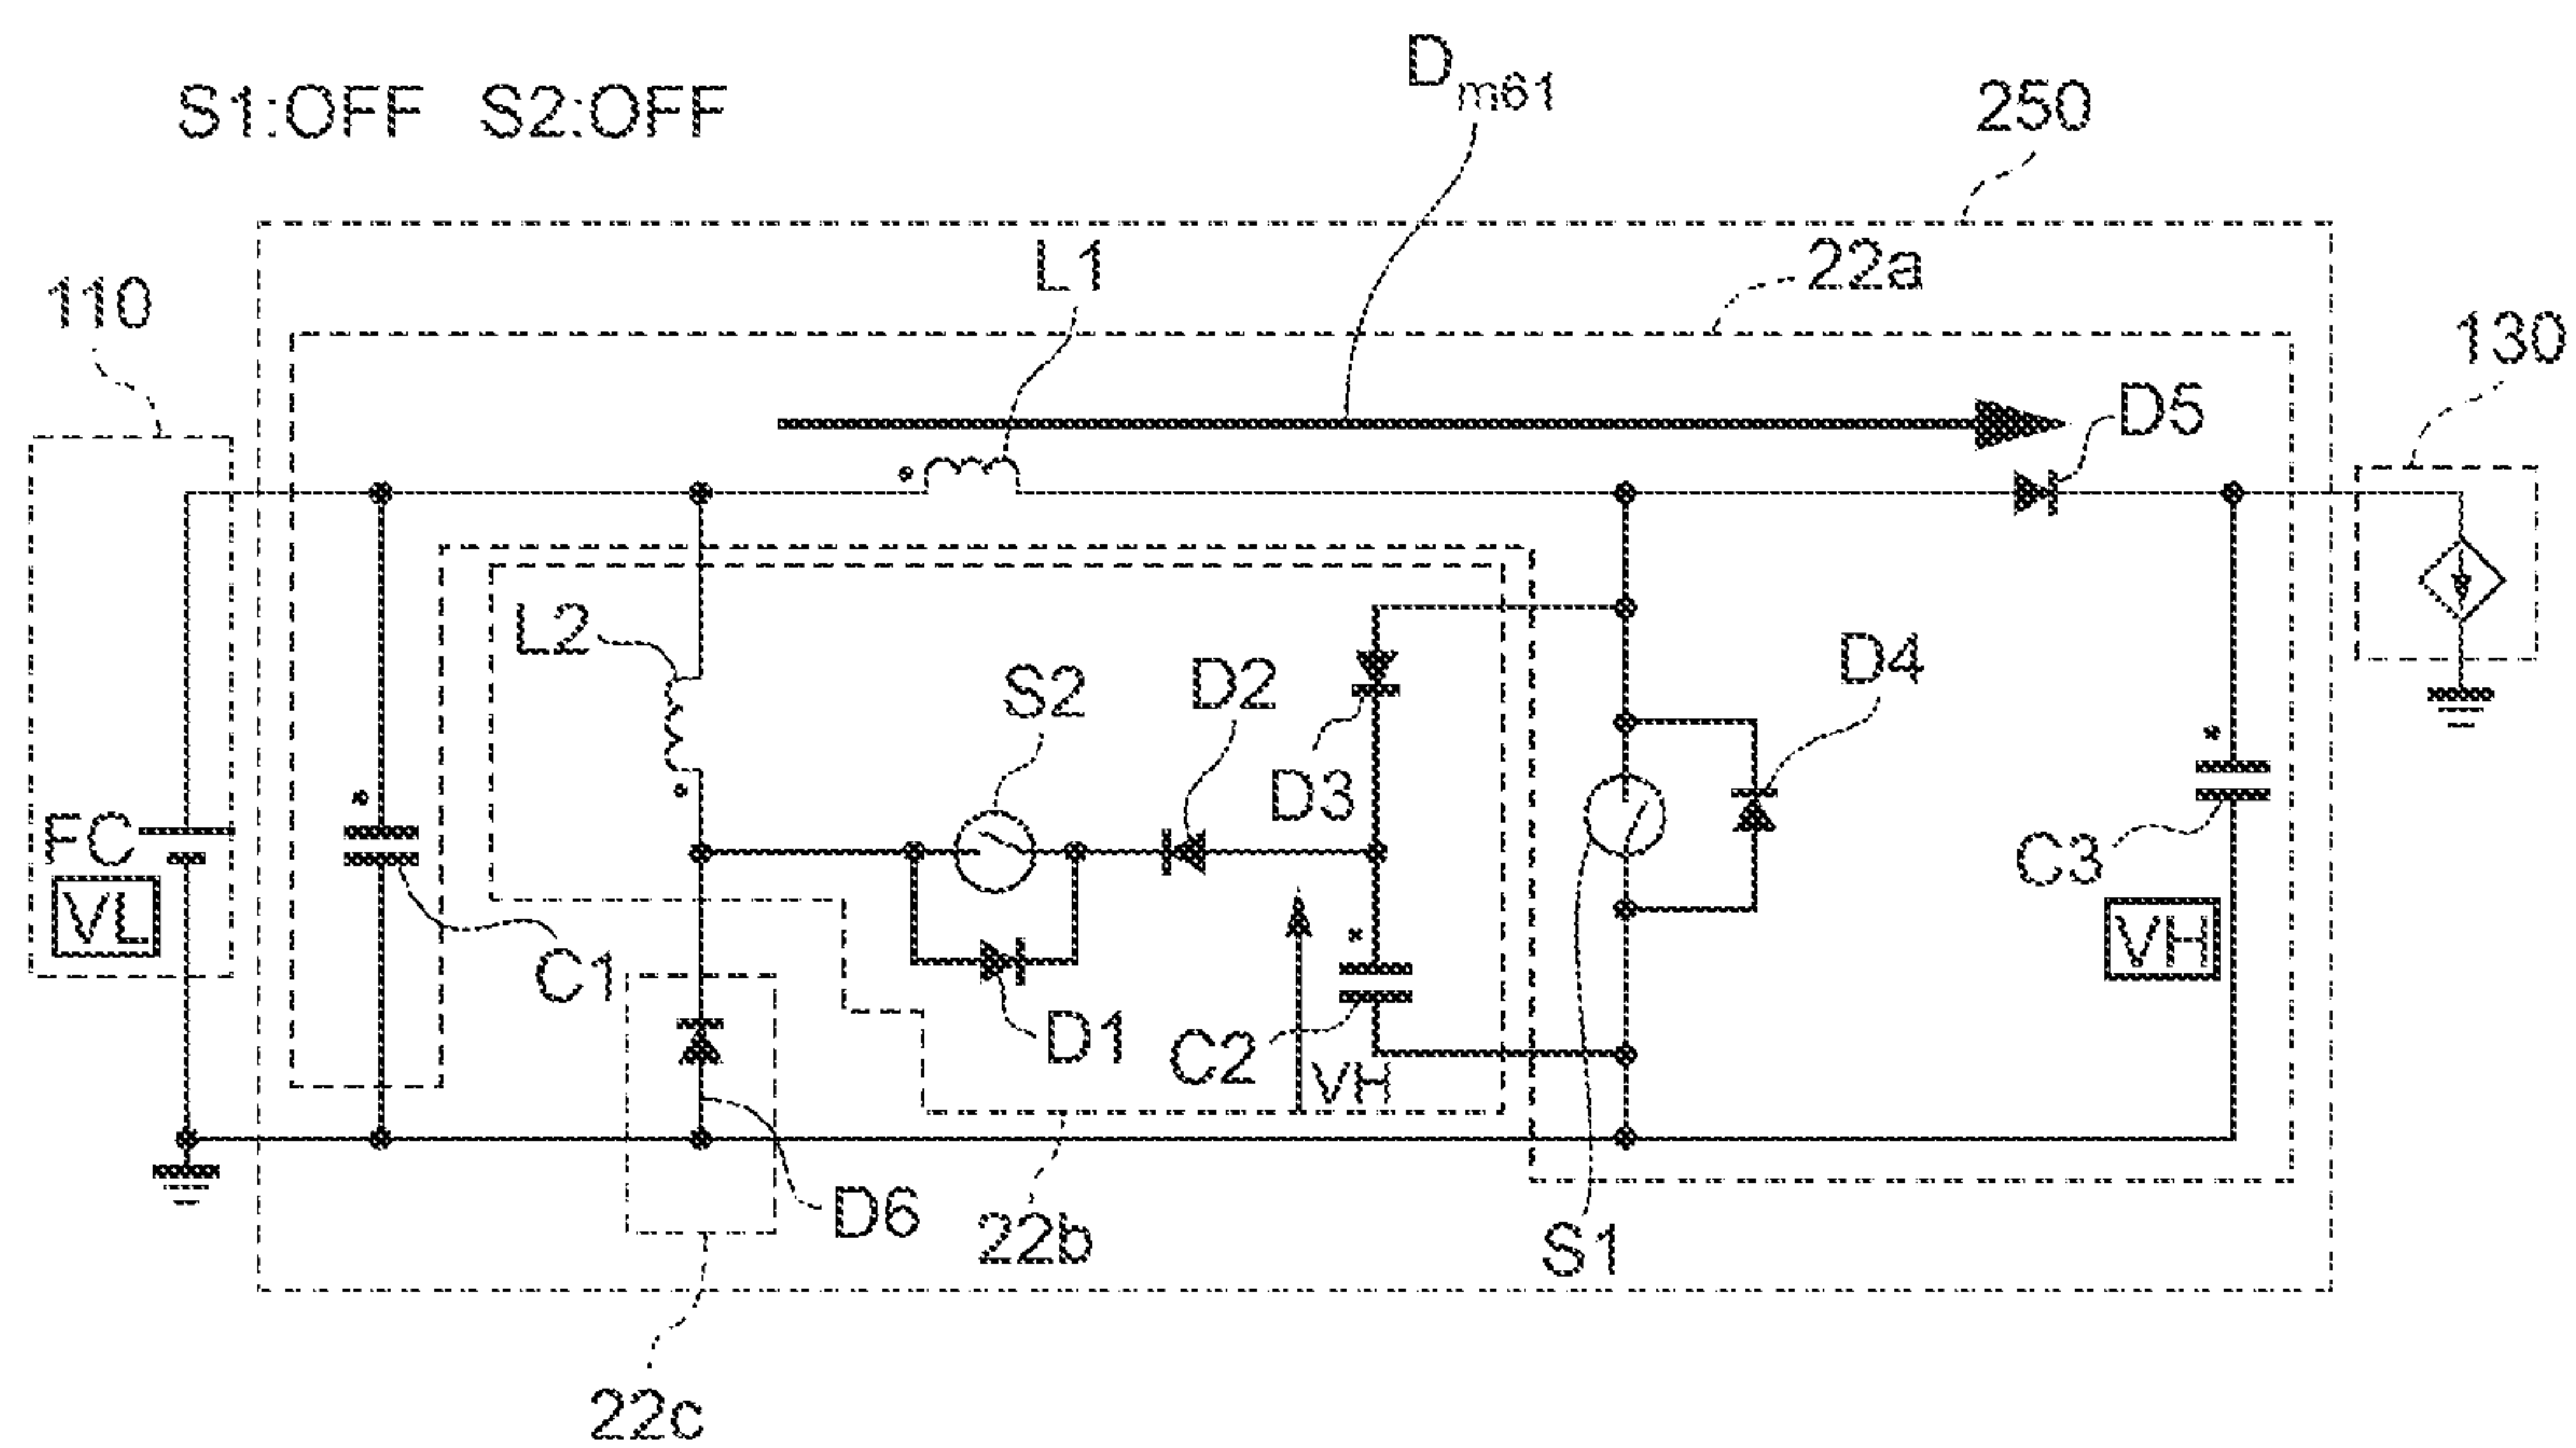 D_m61
S1:OFF S2:OFF
250
L1
22a
110
130
D5
L2
S2
D2
D4
D3
FC
VL
C3
VH
C1
D1
C2
VH
D6
22b
S1
22c